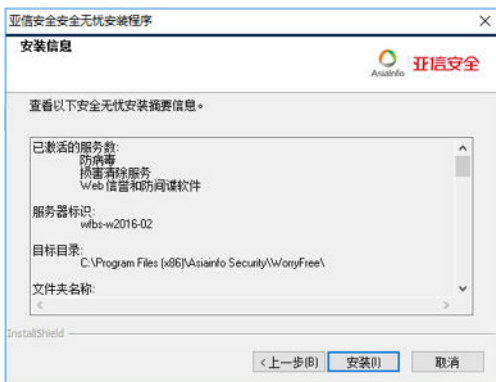 亚信安全安全无忧安装程序
安装信息
AsiaInfo 亚信安全
查看以下安全无忧安装摘要信息。
已激活的服务数:
防病毒
损害清除服务
Web 信誉和防间谍软件
服务器标识:
wfbs-w2016-02
目标目录:
C:\Program Files (x86)\Asiainfo Security\WorryFree\
文件夹名称:
InstallShield
<上一步(B)
安装(I)
取消